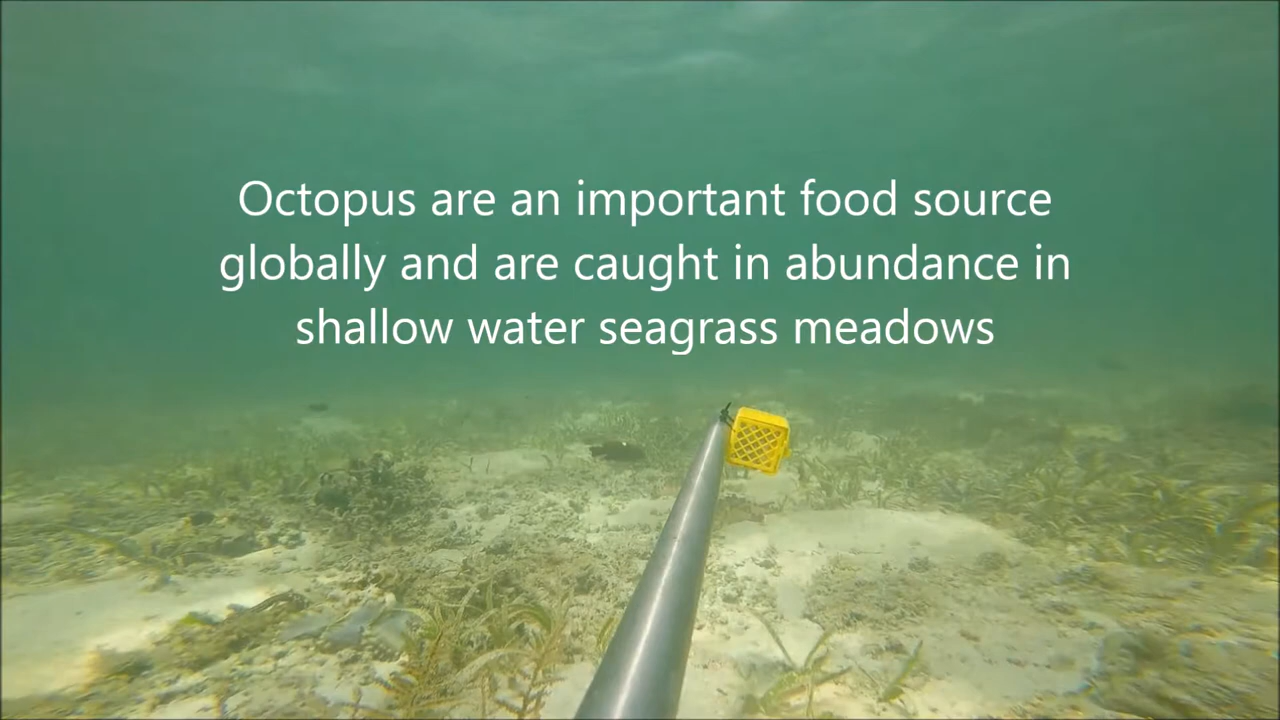 Octopus are an important food source
globally and are caught in abundance in
shallow water seagrass meadows